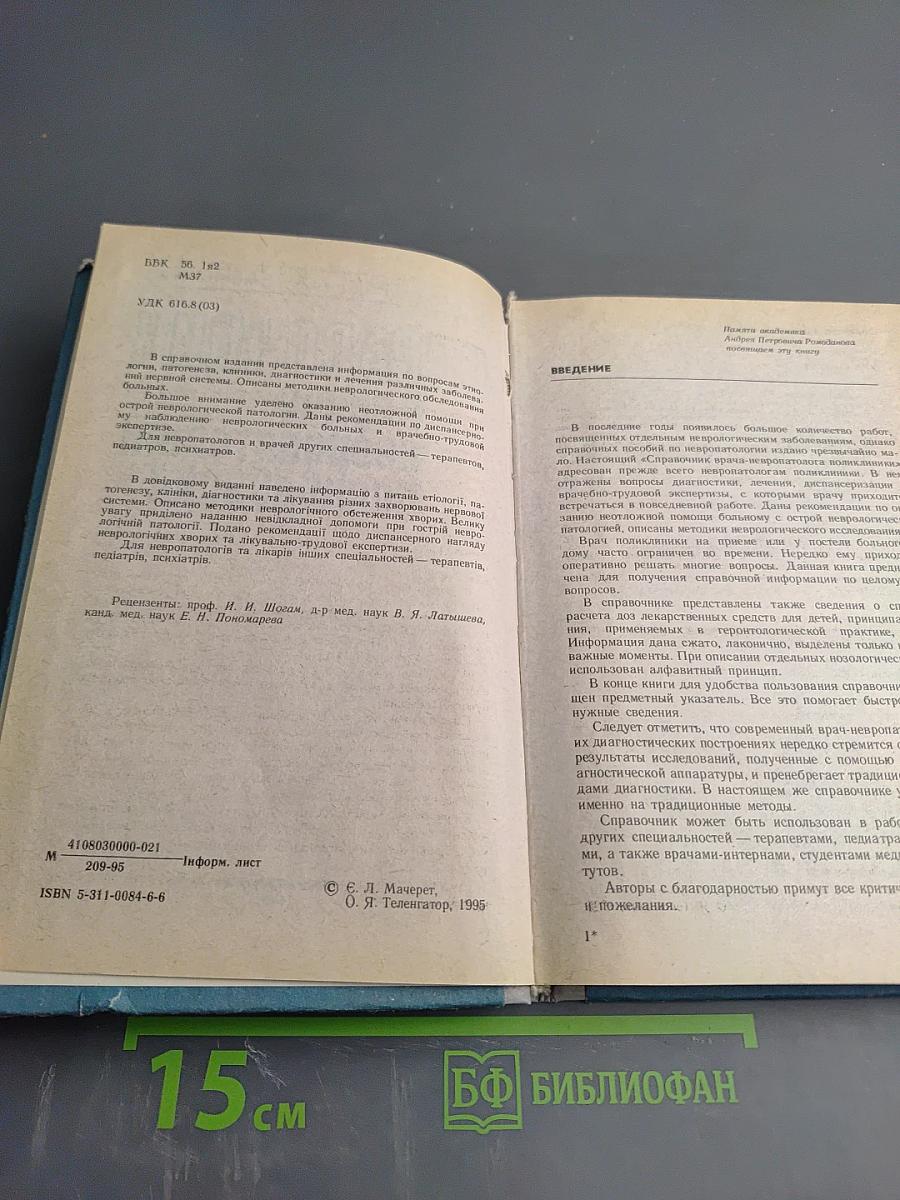 ББК 56. 1я2
М37
УДК 616.8(03)
В справочном издании представлена информация по вопросам этио-
логии, патогенеза, клиники, диагностики и лечения различных заболева-
ний нервной системы. Описаны методики неврологического обследования
больных.
Большое внимание уделено оказанию неотложной помощи при
острой неврологической патологии. Даны рекомендации по диспансерно-
му наблюдению неврологических больных и врачебно-трудовой
экспертизе.
Для невропатологов и врачей других специальностей — терапевтов,
педиатров, психиатров.
В довідковому виданні наведено інформацію з питань етіології, па-
тогенезу, клініки, діагностики та лікування різних захворювань нервової
системи. Описано методики неврологічного обстеження хворих. Велику
увагу приділено наданню невідкладної допомоги при гострій невро-
логічній патології. Подано рекомендації щодо диспансерного нагляду
неврологічних хворих та лікувально-трудової експертизи.
Для невропатологів та лікарів інших спеціальностей — терапевтів,
педіатрів, психіатрів.
Рецензенты: проф. И. И. Шогам, д-р мед. наук В. Я. Латышева,
канд. мед. наук Е. Н. Пономарева
М 4108030000-021
209-95
Інформ. лист
ISBN 5-311-0084-6-6
© Є. Л. Мачерет,
О. Я. Теленгатор, 1995
Памяти академика
Андрея Петровича Ромоданова
посвящаем эту книгу
ВВЕДЕНИЕ
В последние годы появилось большое количество работ,
посвященных отдельным неврологическим заболеваниям, однако
справочных пособий по невропатологии издано чрезвычайно ма-
ло. Настоящий «Справочник врача-невропатолога поликлиники»
адресован прежде всего невропатологам поликлиники. В не
отражены вопросы диагностики, лечения, диспансеризации
врачебно-трудовой экспертизы, с которыми врачу приходит
встречаться в повседневной работе. Даны рекомендации по о
занию неотложной помощи больному с острой неврологичес
патологией, описаны методики неврологического исследования
Врач поликлиники на приеме или у постели больног
дому часто ограничен во времени. Нередко ему приход
оперативно решать многие вопросы. Данная книга предн
чена для получения справочной информации по целому
вопросов.
В справочнике представлены также сведения о сп
расчета доз лекарственных средств для детей, принципа
ния, применяемых в геронтологической практике,
Информация дана сжато, лаконично, выделены только
важные моменты. При описании отдельных нозологичес
использован алфавитный принцип.
В конце книги для удобства пользования справочни
щен предметный указатель. Все это помогает быстро
нужные сведения.
Следует отметить, что современный врач-невропат
их диагностических построениях нередко стремится
результаты исследований, полученные с помощью
агностической аппаратуры, и пренебрегает традицио
дами диагностики. В настоящем же справочнике у
именно на традиционные методы.
Справочник может быть использован в рабо
других специальностей — терапевтами, педиатра
ми, а также врачами-интернами, студентами мед
тутов.
Авторы с благодарностью примут все критич
и пожелания.
1*
15 см
БФ БИБЛИОФАН